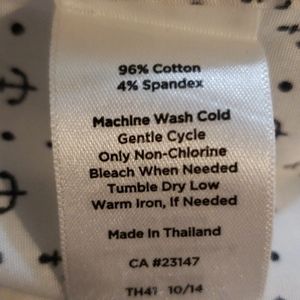 96% Cotton
4% Spandex
Machine Wash Cold
Gentle Cycle
Only Non-Chlorine
Bleach When Needed
Tumble Dry Low
Warm Iron, If Needed
Made In Thailand
CA #23147
TH41 10/14